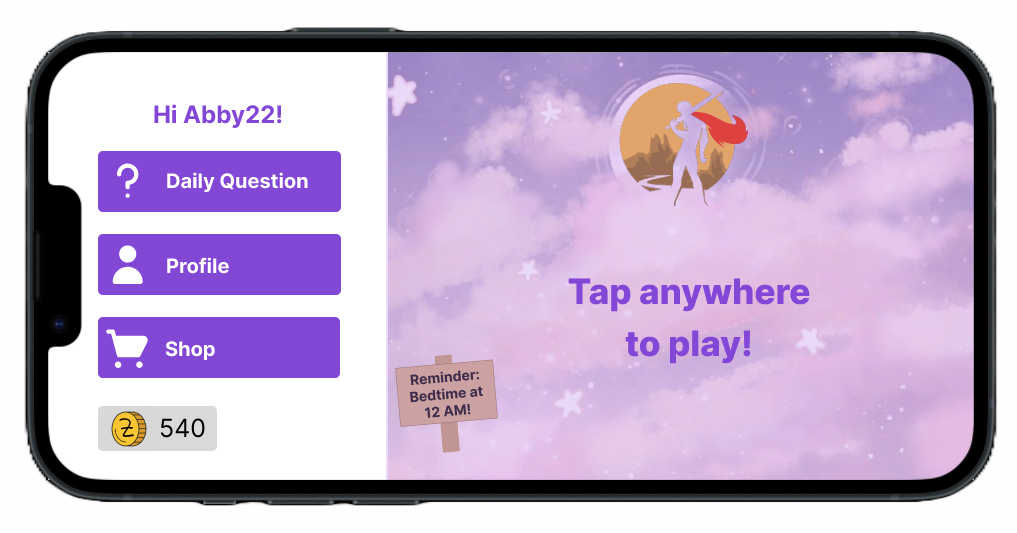 Hi Abby22!
Daily Question
Profile
Shop
540
Tap anywhere
to play!
Reminder:
Bedtime at
12 AM!